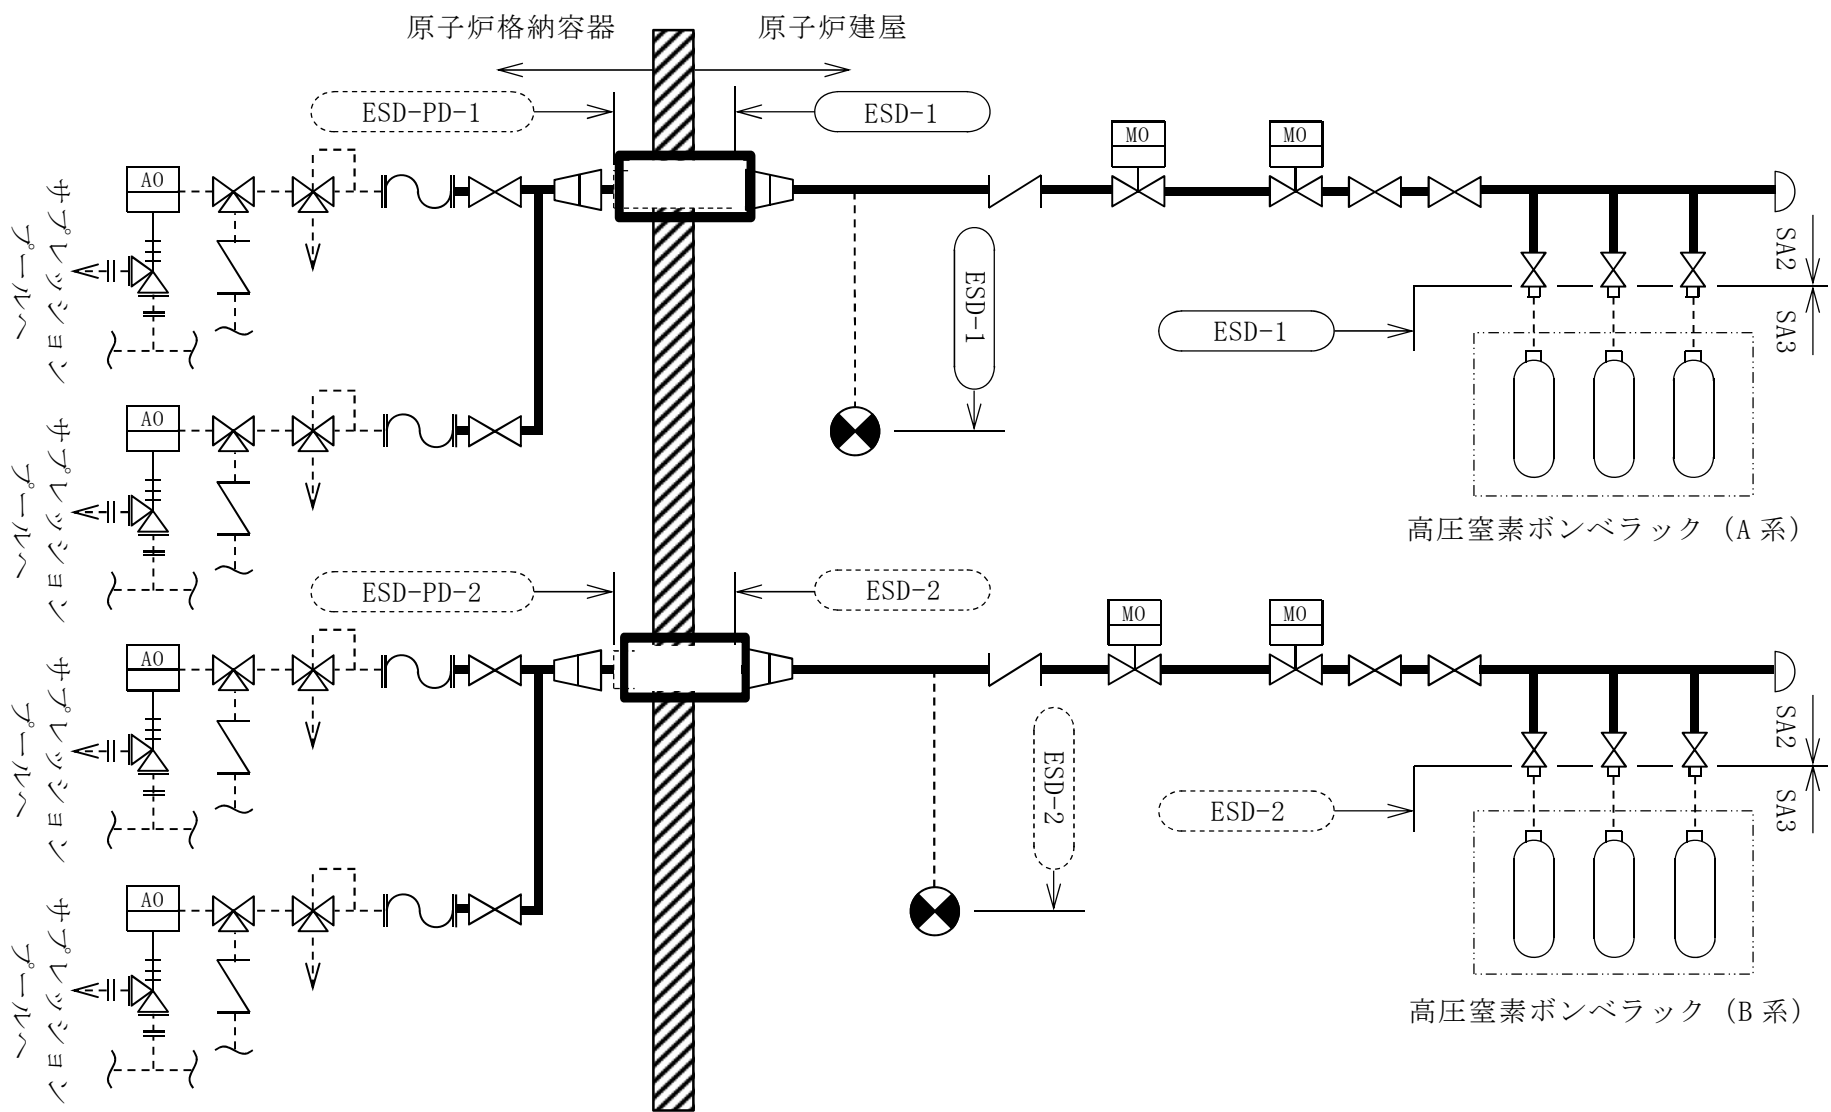 原子炉格納容器
原子炉建屋
ESD-PD-1
ESD-1
MO
MO
AO
サプレッション
プールへ
ESD-1
SA2
SA3
ESD-1
AO
サプレッション
プールへ
高圧窒素ボンベラック（A 系）
ESD-PD-2
ESD-2
MO
MO
AO
サプレッション
プールへ
ESD-2
SA2
SA3
ESD-2
AO
サプレッション
プールへ
高圧窒素ボンベラック（B 系）